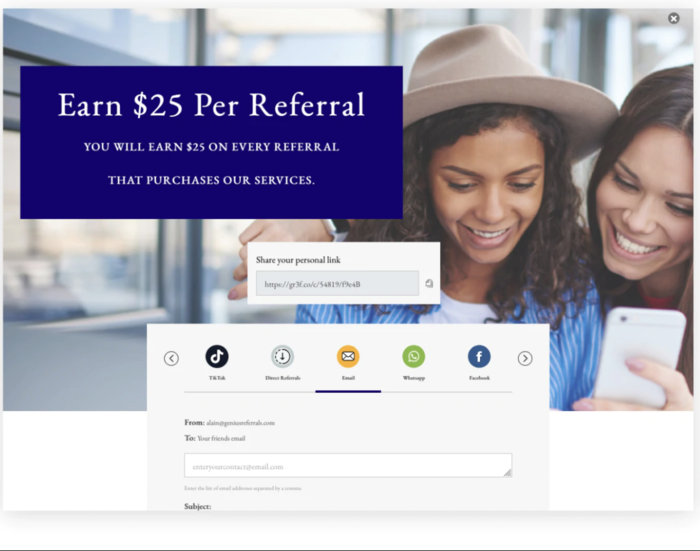 Earn $25 Per Referral
YOU WILL EARN $25 ON EVERY REFERRAL
THAT PURCHASES OUR SERVICES.
Share your personal link
https://gr3f.co/c/54819/f9e4B
TikTok
Direct Referrals
Email
Whatsapp
Facebook
From: alain@geniusreferrals.com
To: Your friends email
enteryourcontact@email.com
Enter the list of email addresses separated by a comma
Subject: